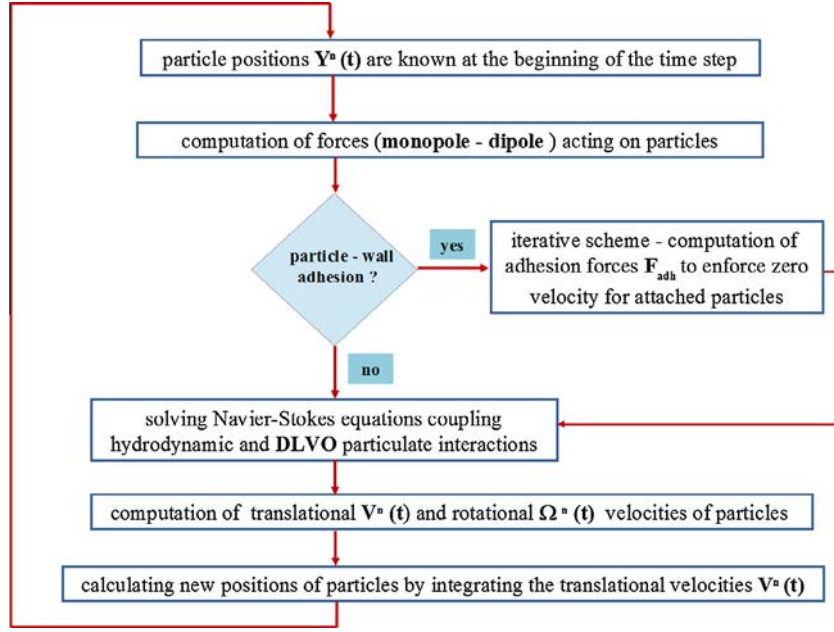 particle positions Yⁿ (t) are known at the beginning of the time step
computation of forces (monopole - dipole ) acting on particles
particle - wall
adhesion ?
yes
iterative scheme - computation of
adhesion forces F_adh to enforce zero
velocity for attached particles
no
solving Navier-Stokes equations coupling
hydrodynamic and DLVO particulate interactions
computation of translational Vⁿ (t) and rotational Ω ⁿ (t) velocities of particles
calculating new positions of particles by integrating the translational velocities Vⁿ (t)